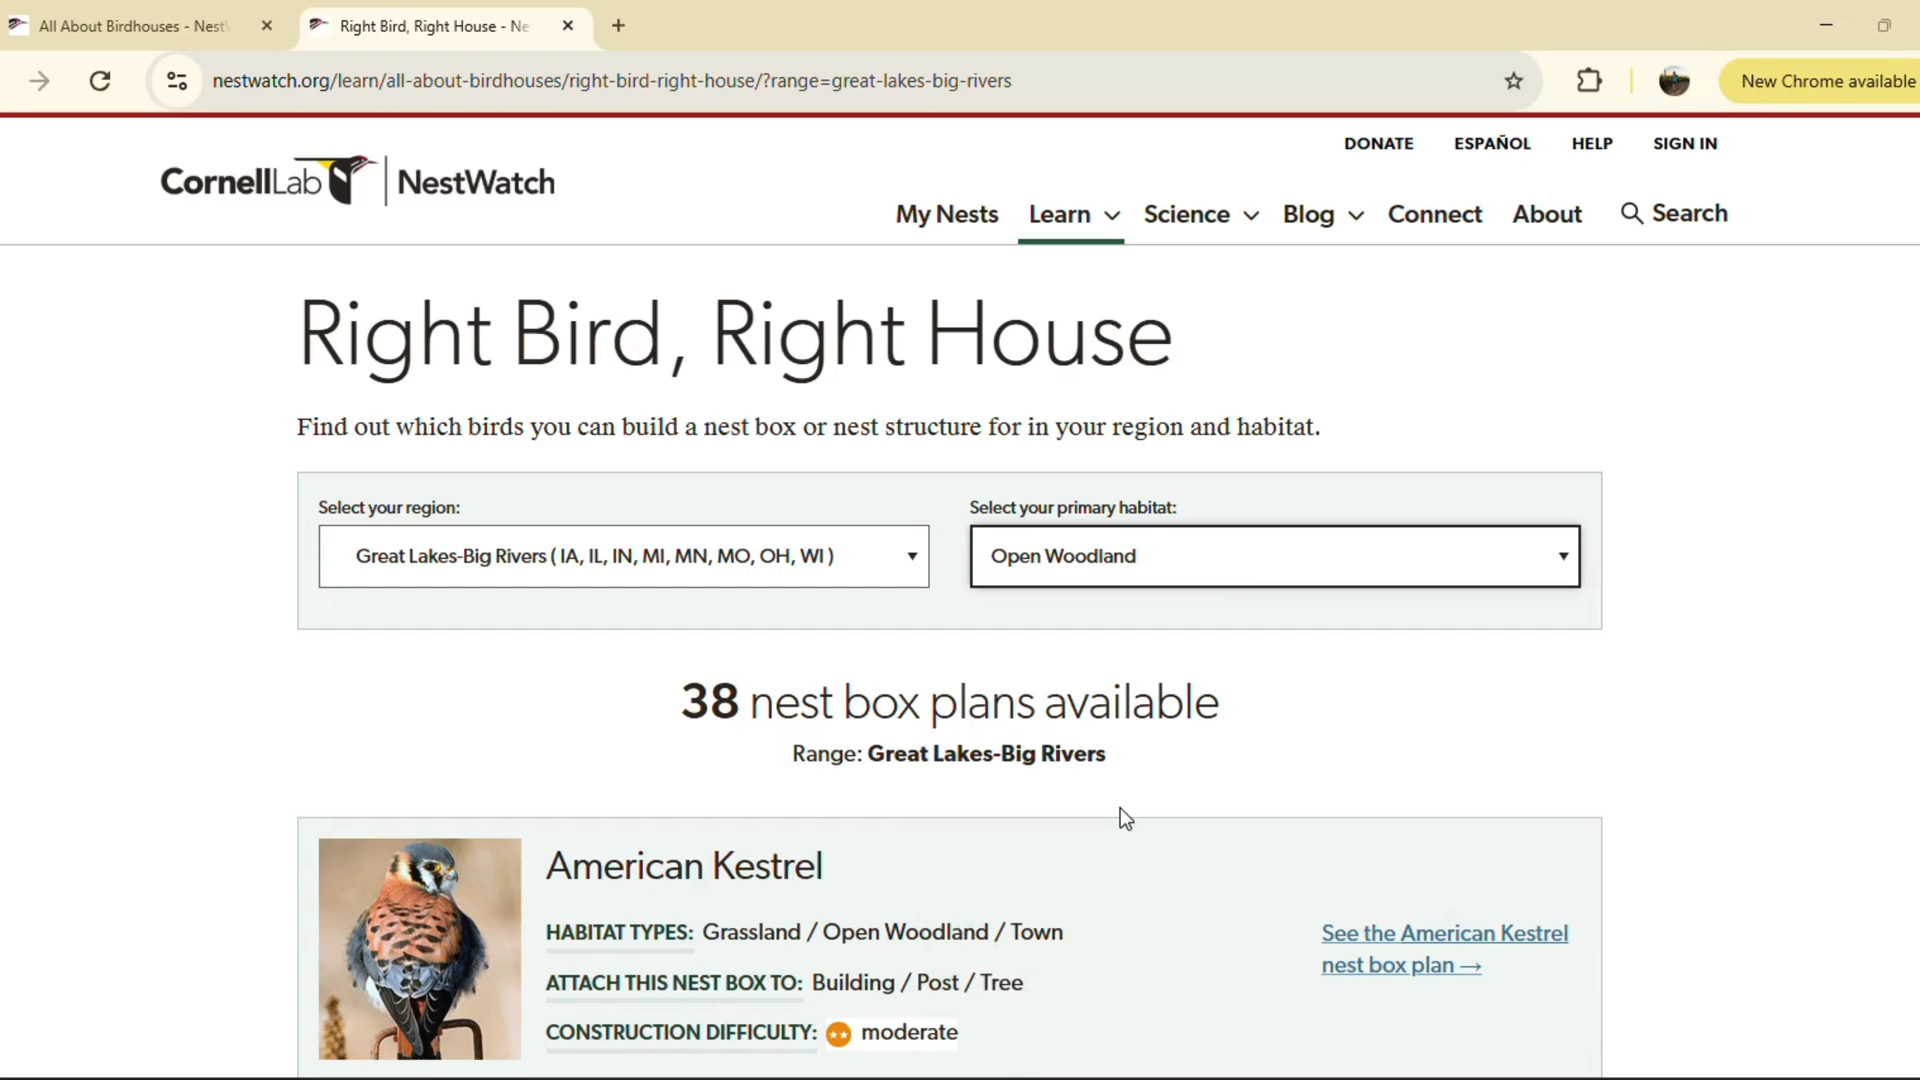 All About Birdhouses - Nest
Right Bird, Right House - Ne
nestwatch.org/learn/all-about-birdhouses/right-bird-right-house/?range=great-lakes-big-rivers
New Chrome available
DONATE ESPAÑOL HELP SIGN IN
CornellLab | NestWatch
My Nests Learn Science Blog Connect About Search
Right Bird, Right House
Find out which birds you can build a nest box or nest structure for in your region and habitat.
Select your region: Select your primary habitat:
Great Lakes-Big Rivers ( IA, IL, IN, MI, MN, MO, OH, WI ) Open Woodland
38 nest box plans available
Range: Great Lakes-Big Rivers
American Kestrel
HABITAT TYPES: Grassland / Open Woodland / Town
ATTACH THIS NEST BOX TO: Building / Post / Tree
CONSTRUCTION DIFFICULTY: moderate
See the American Kestrel
nest box plan →